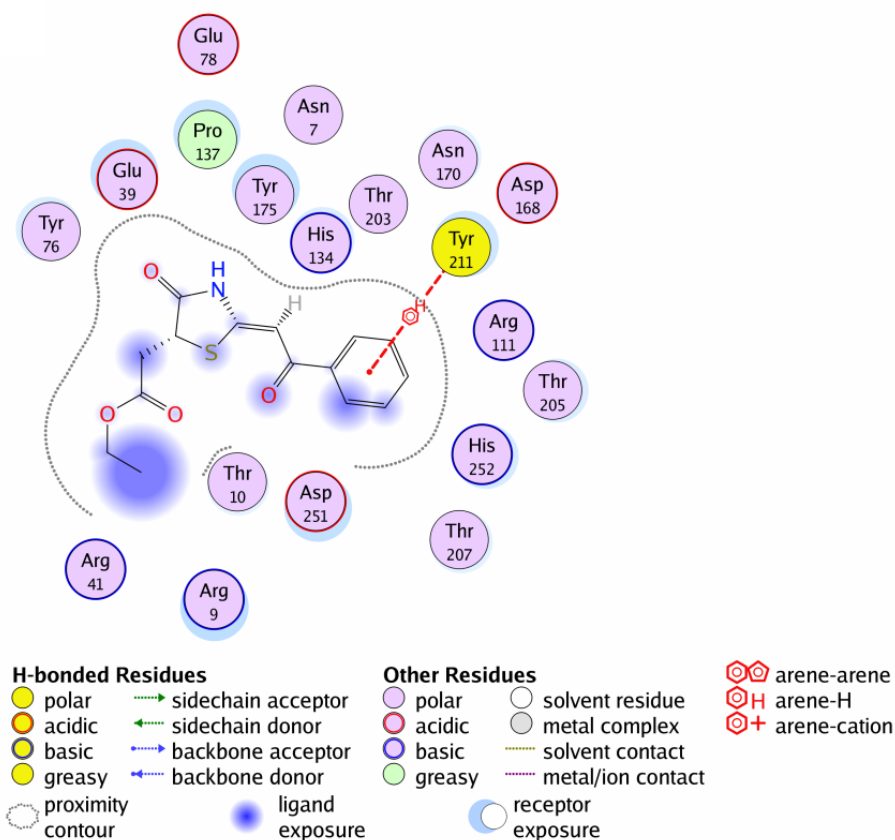 Glu
78
Asn
7
Pro
137
Asn
170
Glu
39
Tyr
175
Thr
203
Asp
168
Tyr
76
His
134
Tyr
211
H
O
N
H
H
Arg
111
S
Thr
205
O
O
O
His
252
Thr
10
Asp
251
Thr
207
Arg
41
Arg
9
H-bonded Residues
polar
sidechain acceptor
acidic
sidechain donor
basic
backbone acceptor
greasy
backbone donor
proximity
contour
ligand
exposure
Other Residues
polar
solvent residue
acidic
metal complex
basic
solvent contact
greasy
metal/ion contact
receptor
exposure
arene-arene
H arene-H
+ arene-cation